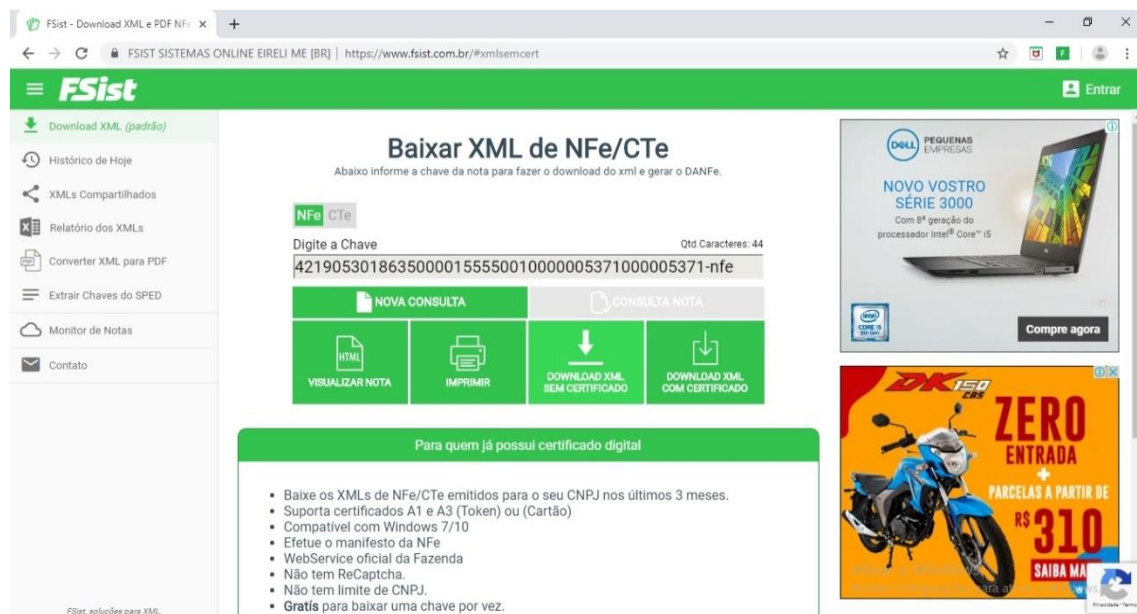 FSist - Download XML e PDF NFe
FSIST SISTEMAS ONLINE EIRELI ME [BR] | https://www.fsist.com.br/#xmlsemcert
FSist
Entrar
Download XML (padrão)
Histórico de Hoje
XMLs Compartilhados
Relatório dos XMLs
Converter XML para PDF
Extrair Chaves do SPED
Monitor de Notas
Contato
FSist, soluções para XML.
Baixar XML de NFe/CTe
Abaixo informe a chave da nota para fazer o download do xml e gerar o DANFe.
NFe CTe
Digite a Chave
Qtd.Caracteres: 44
42190530186350000155550010000005371000005371-nfe
NOVA CONSULTA
CONSULTA NOTA
HTML
VISUALIZAR NOTA
IMPRIMIR
DOWNLOAD XML
SEM CERTIFICADO
DOWNLOAD XML
COM CERTIFICADO
Para quem já possui certificado digital
Baixe os XMLs de NFe/CTe emitidos para o seu CNPJ nos últimos 3 meses.
Suporta certificados A1 e A3 (Token) ou (Cartão)
Compatível com Windows 7/10
Efetue o manifesto da NFe
WebService oficial da Fazenda
Não tem ReCaptcha.
Não tem limite de CNPJ.
Gratís para baixar uma chave por vez.
DELL
PEQUENAS
EMPRESAS
NOVO VOSTRO
SÉRIE 3000
Com 8ª geração do
processador Intel® Core™ i5
intel
CORE i5
Compre agora
DK150
CBS
ZERO
ENTRADA
+
PARCELAS A PARTIR DE
R$ 310
SAIBA MA